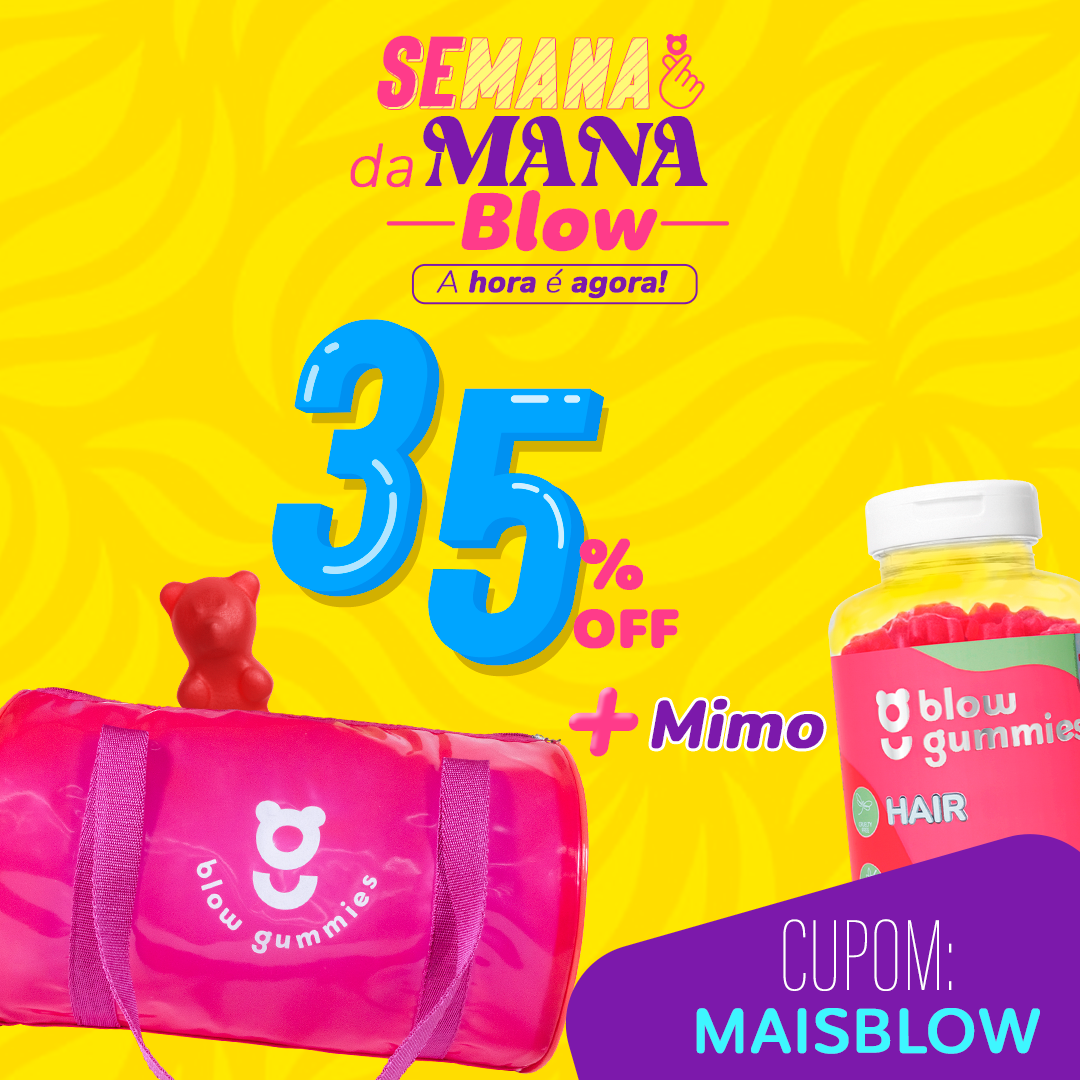 SEMANA
da MANA
Blow
A hora é agora!
35
%
OFF
+ Mimo
blow
gummies
HAIR
blow gummies
CUPOM:
MAISBLOW